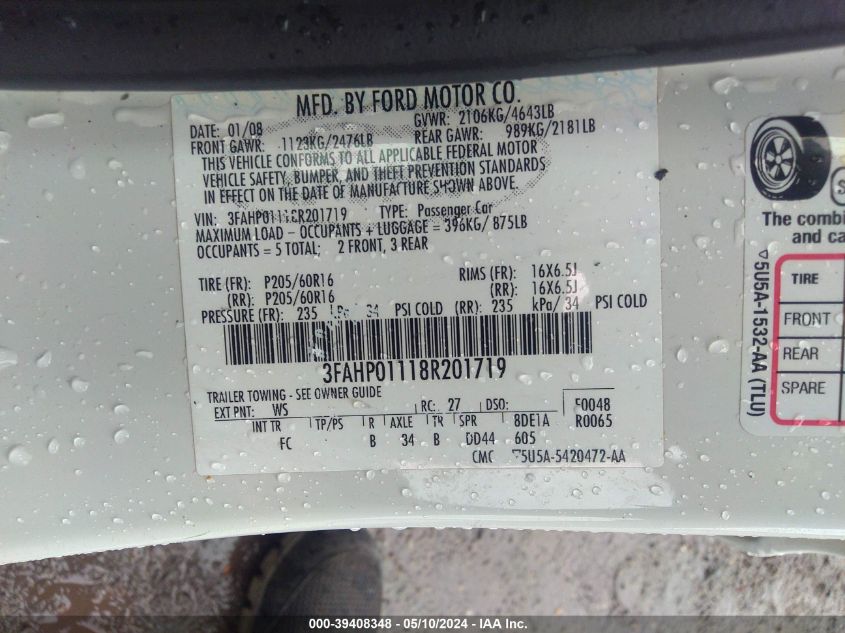 MFD. BY FORD MOTOR CO.
DATE: 01/08 GVWR: 2106KG/4643LB
FRONT GAWR: 1123KG/2476LB REAR GAWR: 989KG/2181LB
THIS VEHICLE CONFORMS TO ALL APPLICABLE FEDERAL MOTOR
VEHICLE SAFETY, BUMPER, AND THEFT PREVENTION STANDARDS
IN EFFECT ON THE DATE OF MANUFACTURE SHOWN ABOVE.
VIN: 3FAHP01118R201719 TYPE: Passenger Car
MAXIMUM LOAD - OCCUPANTS + LUGGAGE = 396KG/ 875LB
OCCUPANTS = 5 TOTAL: 2 FRONT, 3 REAR
TIRE (FR): P205/60R16 RIMS (FR): 16X6.5J
(RR): P205/60R16 (RR): 16X6.5J
PRESSURE (FR): 235 kPa/ 34 PSI COLD (RR): 235 kPa/ 34 PSI COLD
3FAHP01118R201719
TRAILER TOWING - SEE OWNER GUIDE
EXT PNT: WS RC: 27 DSO: F0048
INT TR TP/PS R AXLE TR SPR 8DE1A R0065
FC B 34 B DD44 605
CMC ▽5U5A-5420472-AA
▽5U5A-1532-AA (TLU)
The combi
and ca
TIRE
FRONT
REAR
SPARE
000-39408348 - 05/10/2024 - IAA Inc.